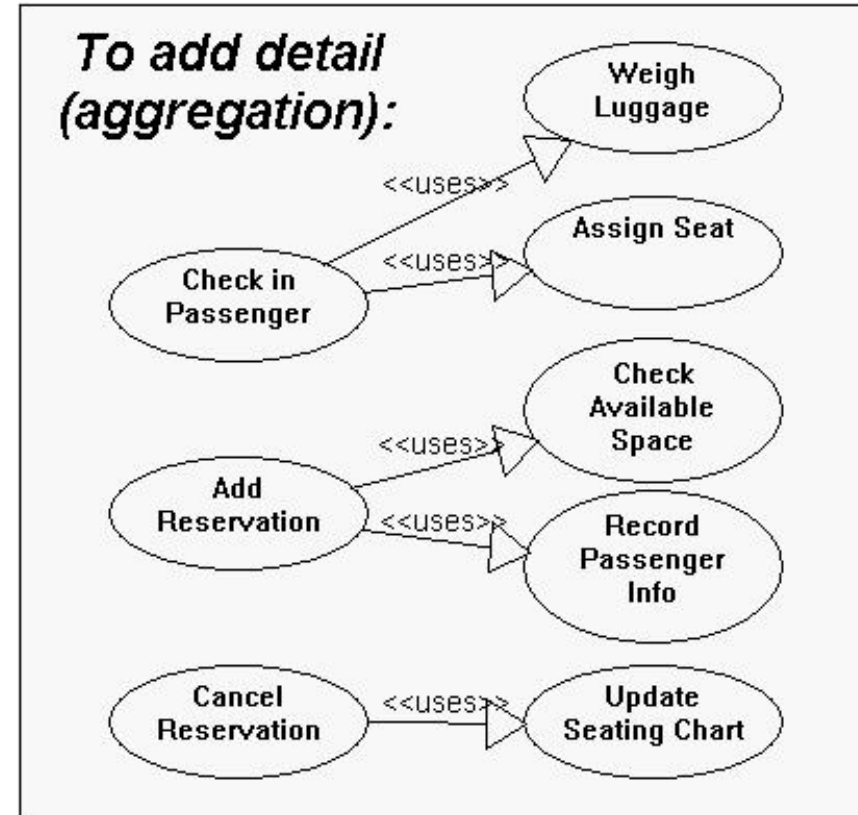 To add detail
(aggregation):
Weigh
Luggage
<<uses>>
Assign Seat
<<uses>>
Check in
Passenger
Check
Available
Space
<<uses>>
Add
Reservation
<<uses>>
Record
Passenger
Info
Cancel
Reservation
<<uses>>
Update
Seating Chart